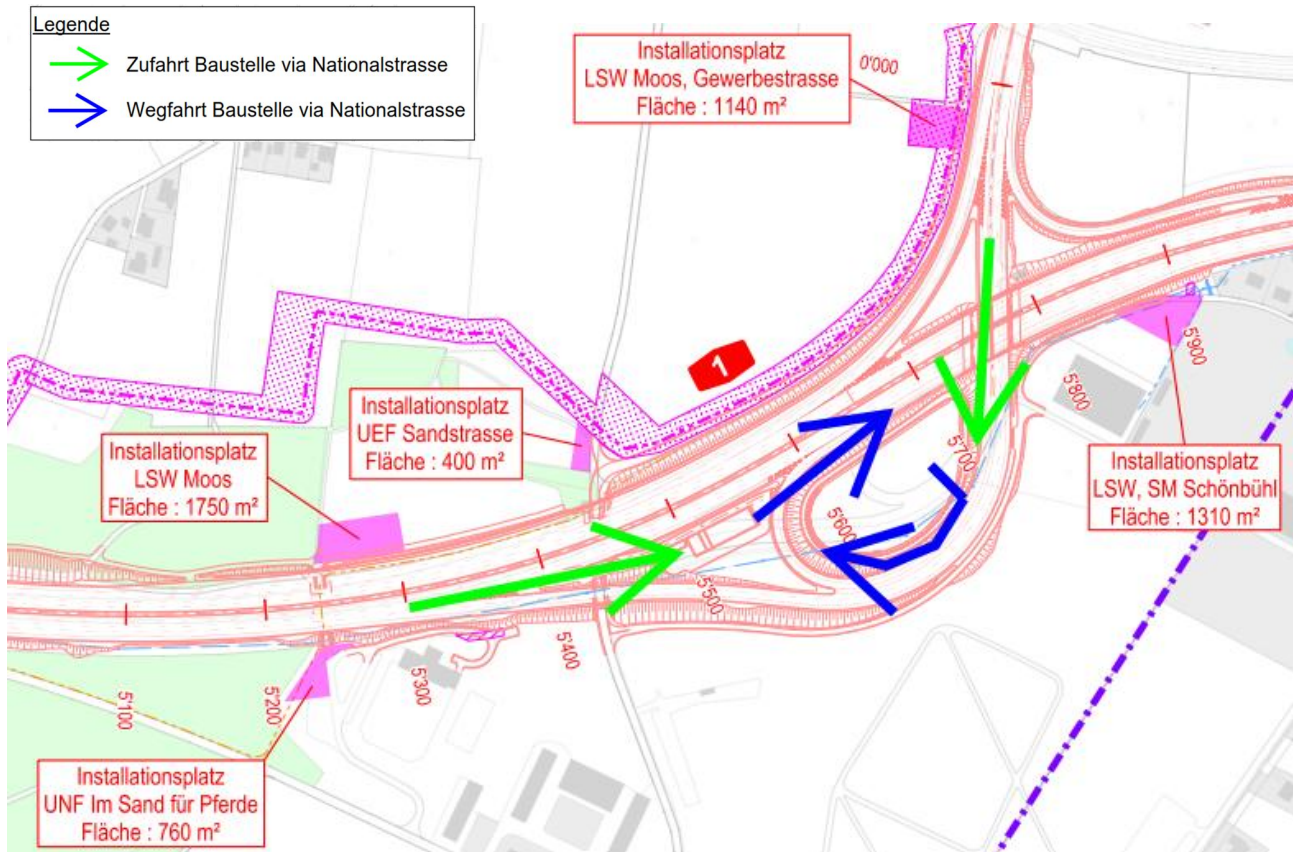 Legende
Zufahrt Baustelle via Nationalstrasse
Wegfahrt Baustelle via Nationalstrasse
Installationsplatz
LSW Moos, Gewerbestrasse
Fläche : 1140 m²
0'000
1
Installationsplatz
UEF Sandstrasse
Fläche : 400 m²
Installationsplatz
LSW Moos
Fläche : 1750 m²
Installationsplatz
LSW, SM Schönbühl
Fläche : 1310 m²
Installationsplatz
UNF Im Sand für Pferde
Fläche : 760 m²
5'100
5'200
5'300
5'400
5'500
5'600
5'700
5'800
5'900